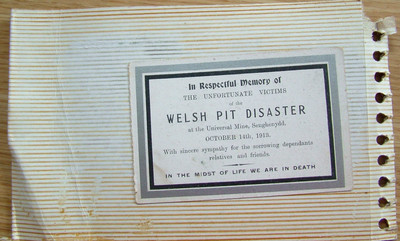 In Respectful Memory of
THE UNFORTUNATE VICTIMS
of the
WELSH PIT DISASTER
at the Universal Mine, Senghenydd,
OCTOBER 14th, 1913.
With sincere sympathy for the sorrowing dependants
relatives and friends.
IN THE MIDST OF LIFE WE ARE IN DEATH